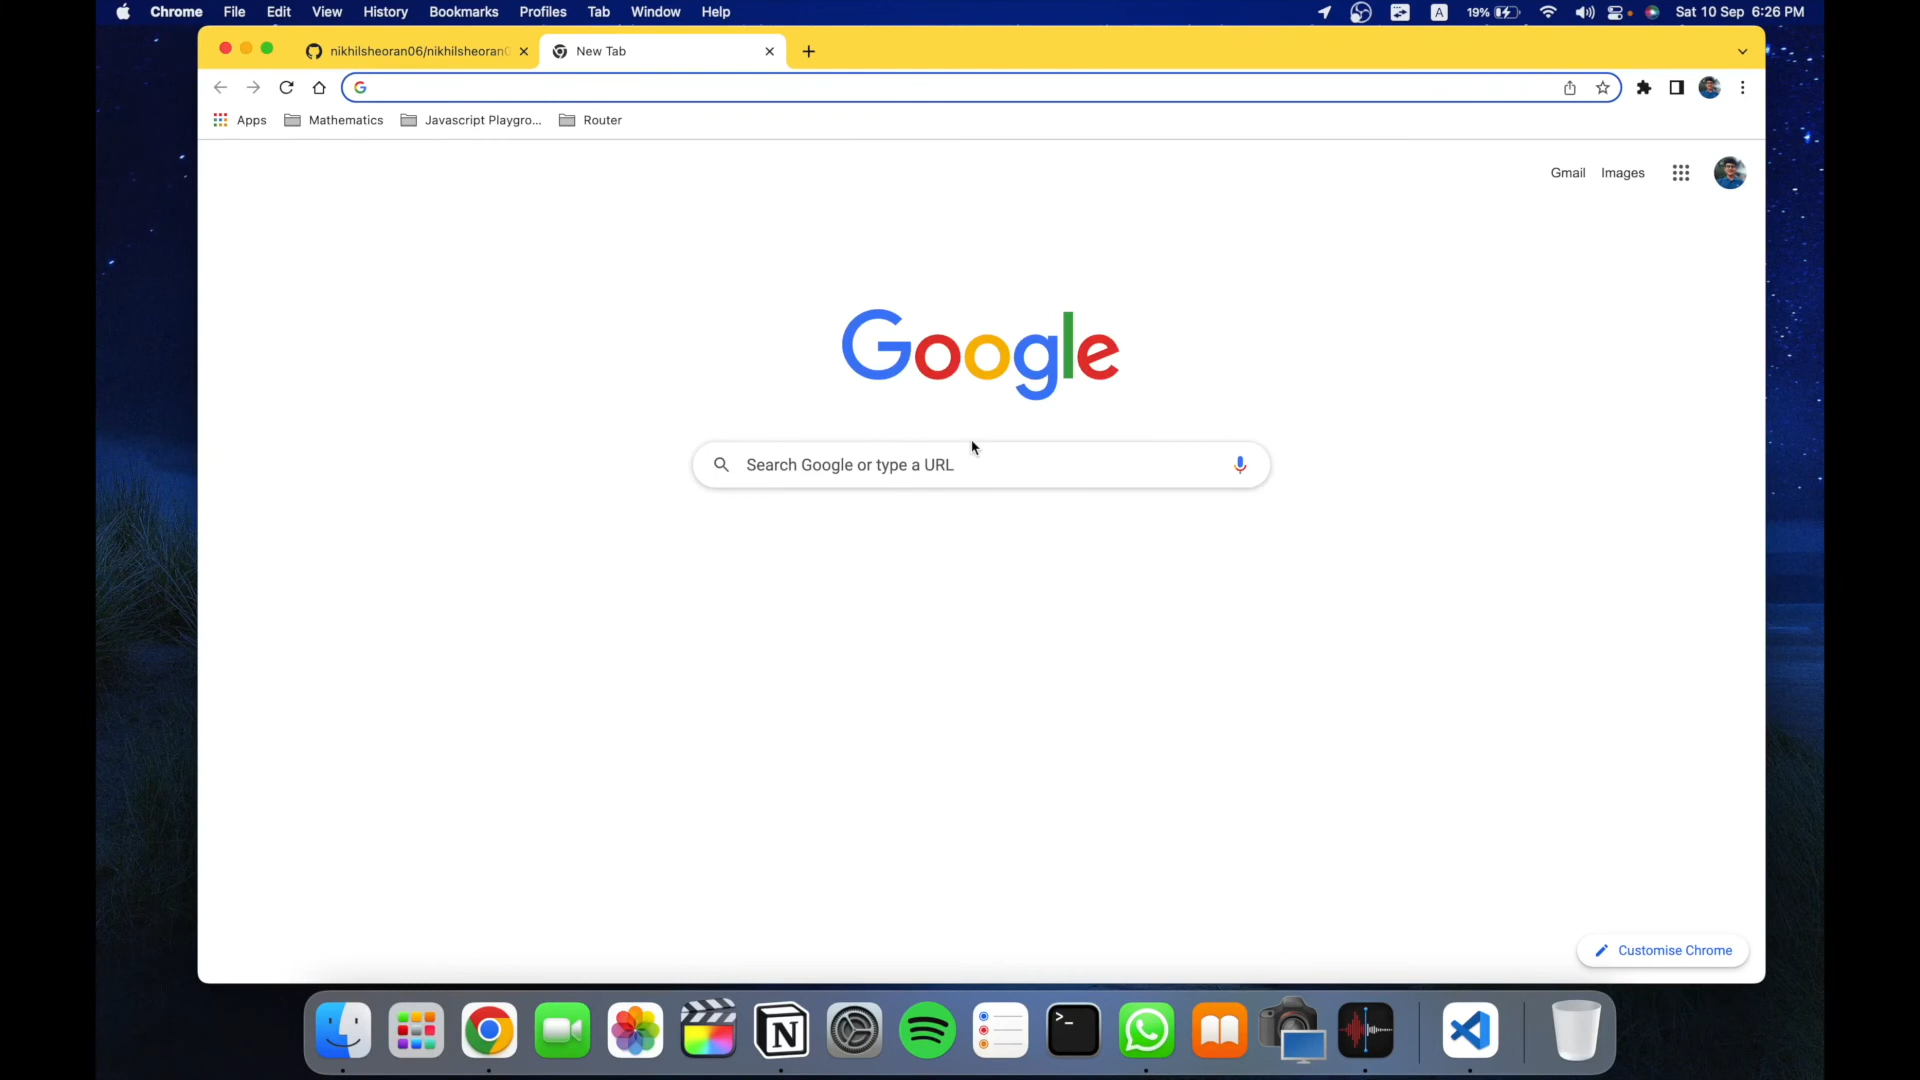 Chrome File Edit View History Bookmarks Profiles Tab Window Help A 19% Sat 10 Sep 6:26 PM
nikhilsheoran06/nikhilsheoran0 New Tab
Apps Mathematics Javascript Playgro... Router
Gmail Images
Google
Search Google or type a URL
Customise Chrome